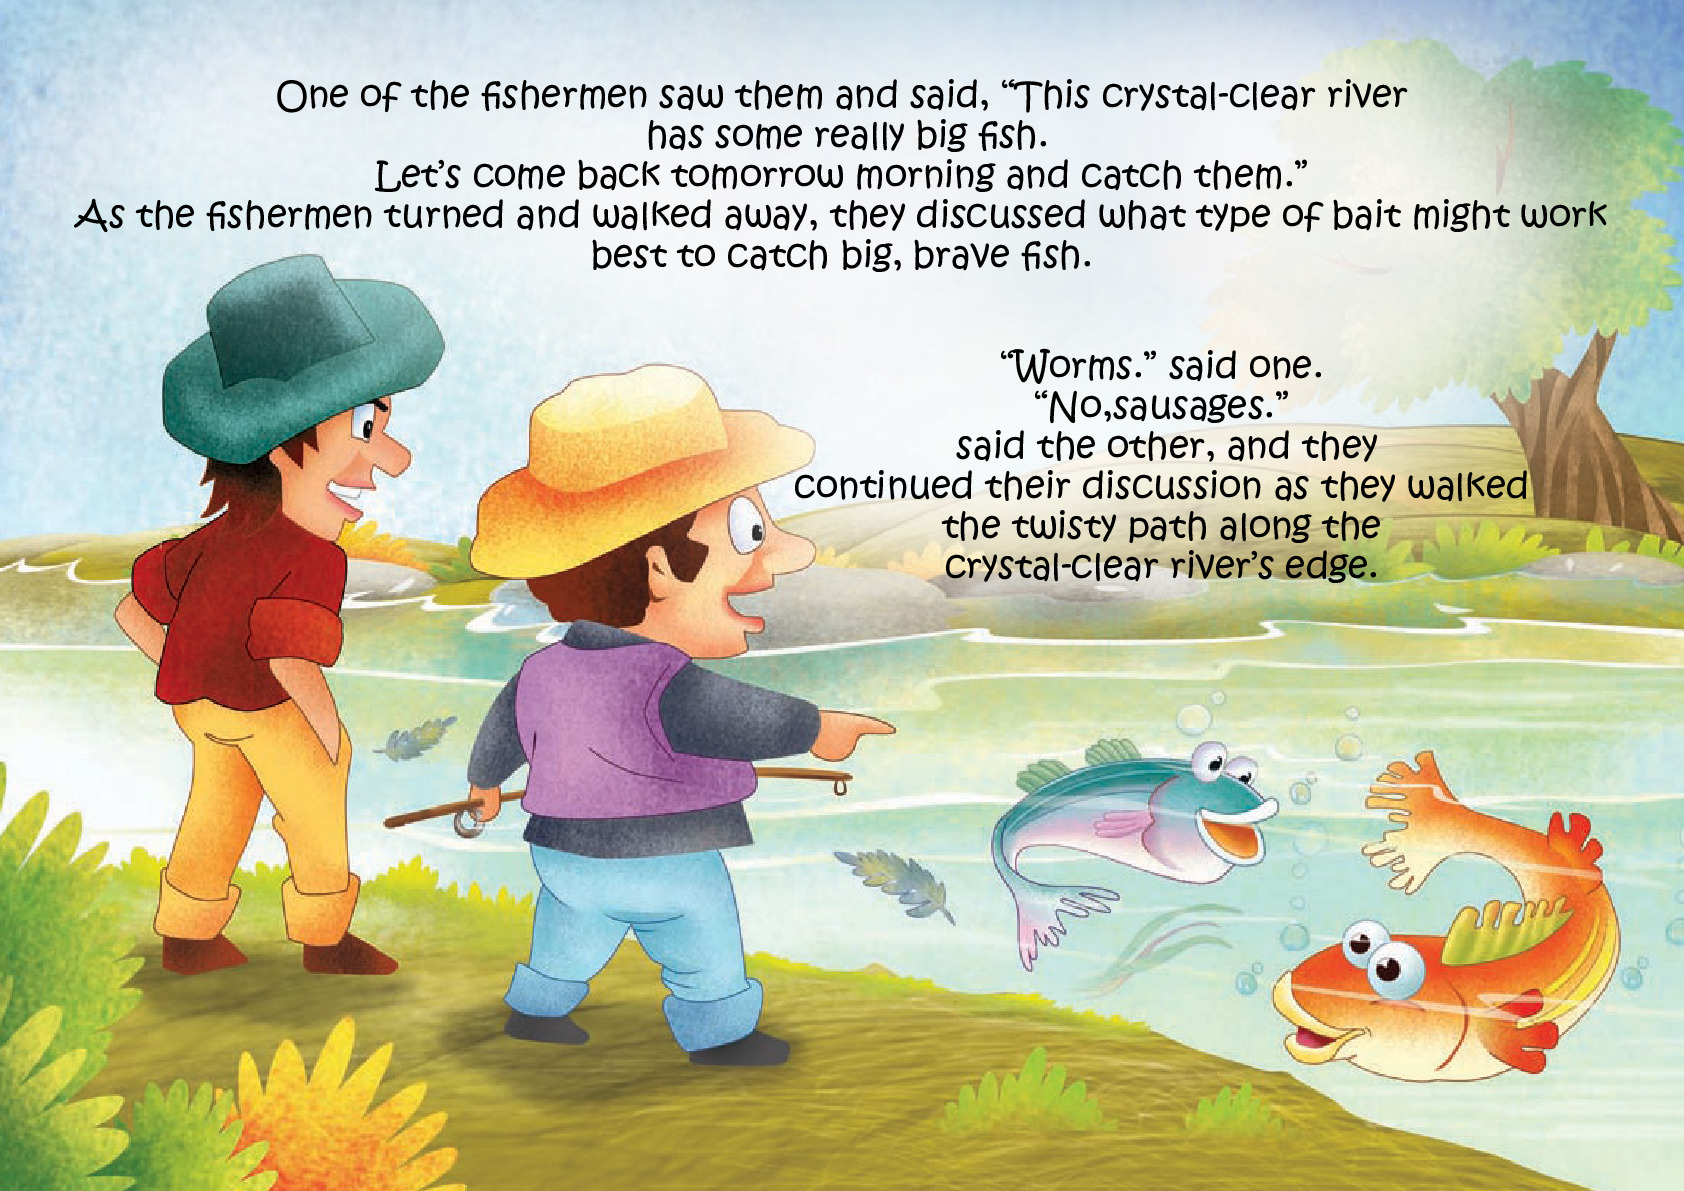 One of the fishermen saw them and said, “This crystal-clear river
has some really big fish.
Let’s come back tomorrow morning and catch them.”
As the fishermen turned and walked away, they discussed what type of bait might work
best to catch big, brave fish.
“Worms.” said one.
“No,sausages.”
said the other, and they
continued their discussion as they walked
the twisty path along the
crystal-clear river’s edge.